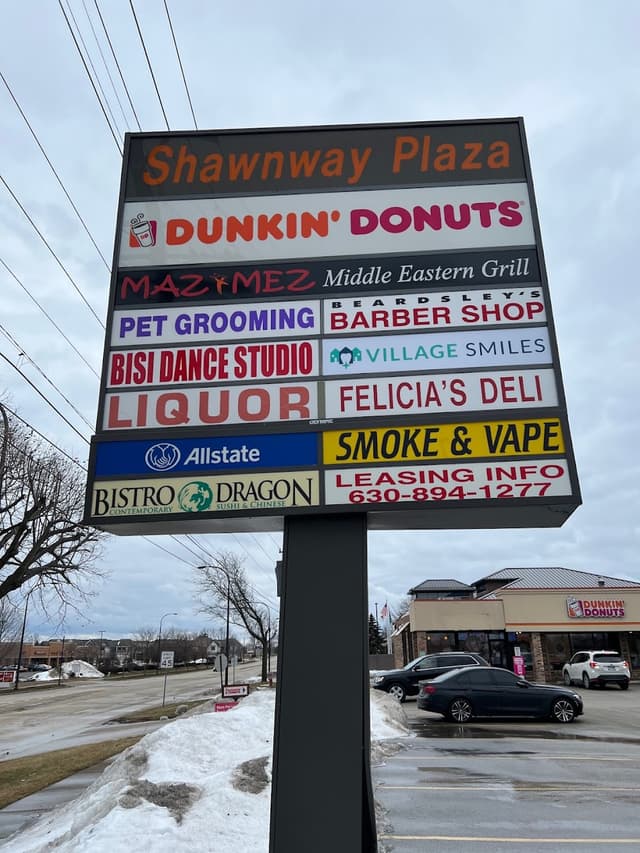 Shawnway Plaza
DUNKIN' DONUTS
MAZ MEZ Middle Eastern Grill
PET GROOMING
BEARDSLEY'S
BARBER SHOP
BISI DANCE STUDIO
VILLAGE SMILES
LIQUOR
FELICIA'S DELI
Allstate
SMOKE & VAPE
BISTRO DRAGON
CONTEMPORARY SUSHI & CHINESE
LEASING INFO
630-894-1277
DUNKIN'
DONUTS
45